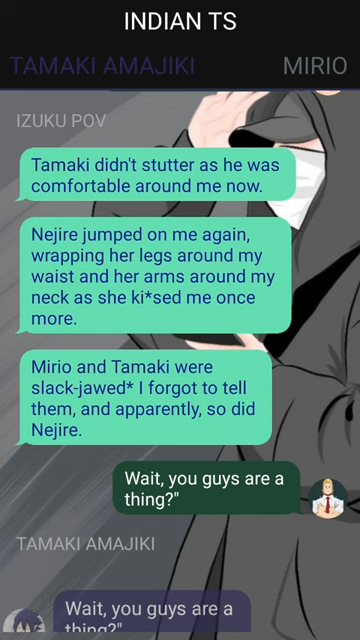 INDIAN TS
TAMAKI AMAJIKI MIRIO
IZUKU POV
Tamaki didn't stutter as he was
comfortable around me now.
Nejire jumped on me again,
wrapping her legs around my
waist and her arms around my
neck as she ki*sed me once
more.
Mirio and Tamaki were
slack-jawed* I forgot to tell
them, and apparently, so did
Nejire.
Wait, you guys are a
thing?"
TAMAKI AMAJIKI
Wait, you guys are a
thing?"